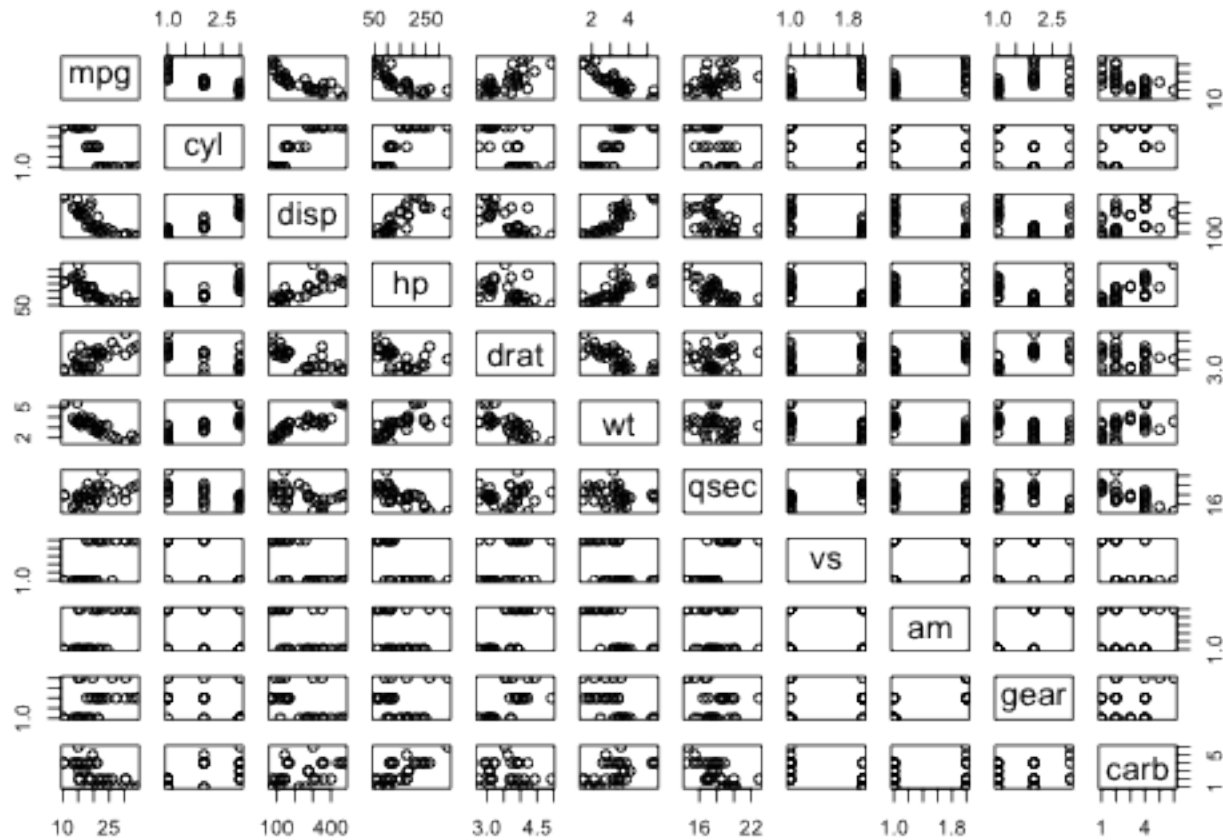 1.0 2.5 50 250 2 4 1.0 1.8 1.0 2.5
mpg 10
1.0 cyl
disp 100
50 hp
drat 3.0
2 5 wt
qsec 16
1.0 vs
am 1.0
1.0 gear
carb 1 5
10 25 100 400 3.0 4.5 16 22 1.0 1.8 1 4